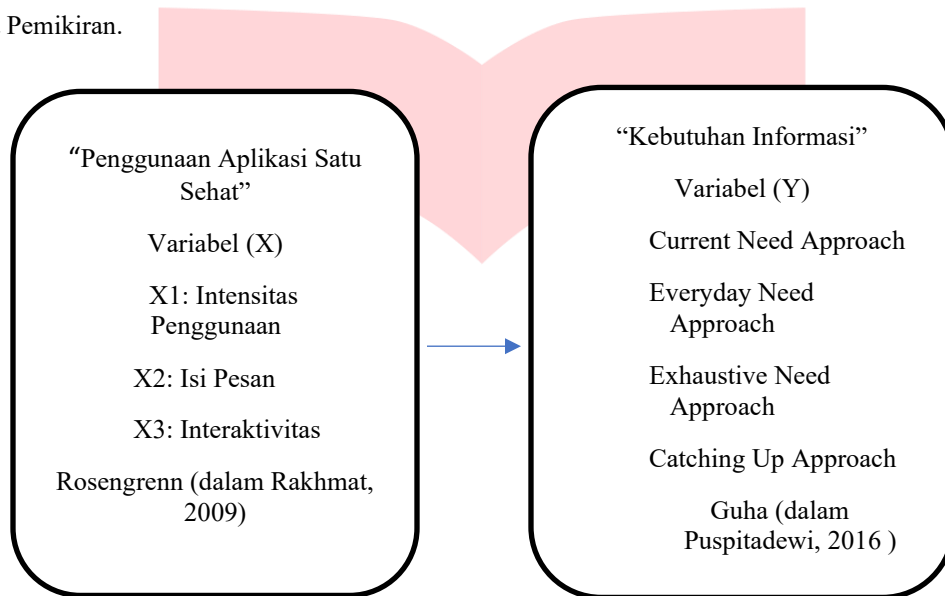 Pemikiran.
“Penggunaan Aplikasi Satu
Sehat”
Variabel (X)
X1: Intensitas
Penggunaan
X2: Isi Pesan
X3: Interaktivitas
Rosengrenn (dalam Rakhmat,
2009)
“Kebutuhan Informasi”
Variabel (Y)
Current Need Approach
Everyday Need
Approach
Exhaustive Need
Approach
Catching Up Approach
Guha (dalam
Puspitadewi, 2016 )